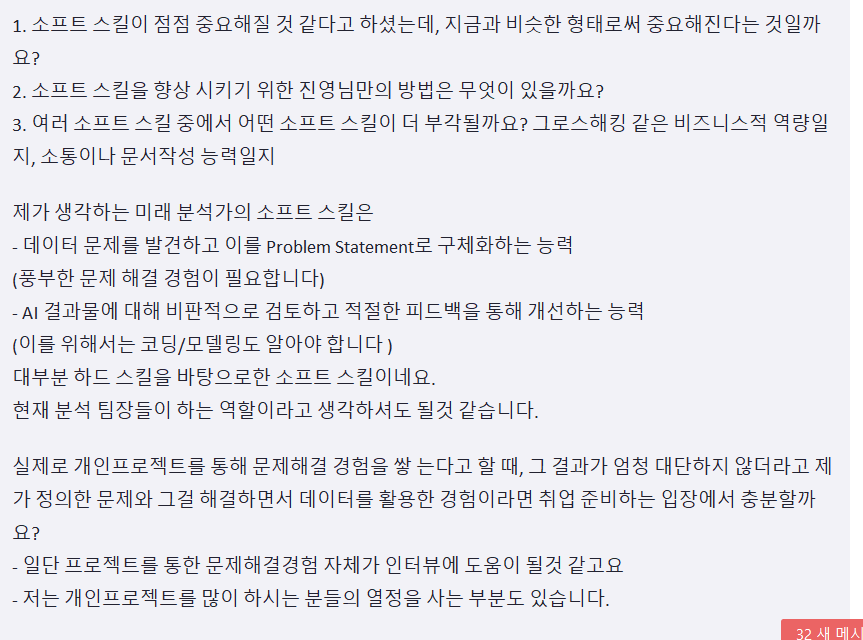 1. 소프트 스킬이 점점 중요해질 것 같다고 하셨는데, 지금과 비슷한 형태로써 중요해진다는 것일까
요?
2. 소프트 스킬을 향상 시키기 위한 진영님만의 방법은 무엇이 있을까요?
3. 여러 소프트 스킬 중에서 어떤 소프트 스킬이 더 부각될까요? 그로스해킹 같은 비즈니스적 역량일
지, 소통이나 문서작성 능력일지
제가 생각하는 미래 분석가의 소프트 스킬은
- 데이터 문제를 발견하고 이를 Problem Statement로 구체화하는 능력
(풍부한 문제 해결 경험이 필요합니다)
- AI 결과물에 대해 비판적으로 검토하고 적절한 피드백을 통해 개선하는 능력
(이를 위해서는 코딩/모델링도 알아야 합니다 )
대부분 하드 스킬을 바탕으로한 소프트 스킬이네요.
현재 분석 팀장들이 하는 역할이라고 생각하셔도 될것 같습니다.
실제로 개인프로젝트를 통해 문제해결 경험을 쌓 는다고 할 때, 그 결과가 엄청 대단하지 않더라고 제
가 정의한 문제와 그걸 해결하면서 데이터를 활용한 경험이라면 취업 준비하는 입장에서 충분할까
요?
- 일단 프로젝트를 통한 문제해결경험 자체가 인터뷰에 도움이 될것 같고요
- 저는 개인프로젝트를 많이 하시는 분들의 열정을 사는 부분도 있습니다.
32 새 메시